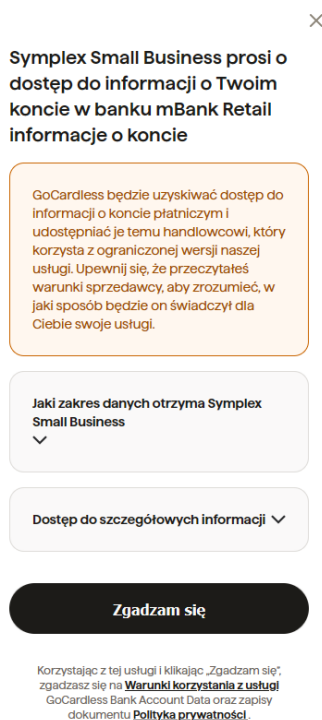 Symplex Small Business prosi o
dostęp do informacji o Twoim
koncie w banku mBank Retail
informacje o koncie
GoCardless będzie uzyskiwać dostęp do
informacji o koncie płatniczym i
udostępniać je temu handlowcowi, który
korzysta z ograniczonej wersji naszej
usługi. Upewnij się, że przeczytałeś
warunki sprzedawcy, aby zrozumieć, w
jaki sposób będzie on świadczył dla
Ciebie swoje usługi.
Jaki zakres danych otrzyma Symplex
Small Business
Dostęp do szczegółowych informacji
Zgadzam się
Korzystając z tej usługi i klikając „Zgadzam się”,
zgadzasz się na Warunki korzystania z usługi
GoCardless Bank Account Data oraz zapisy
dokumentu Polityka prywatności .